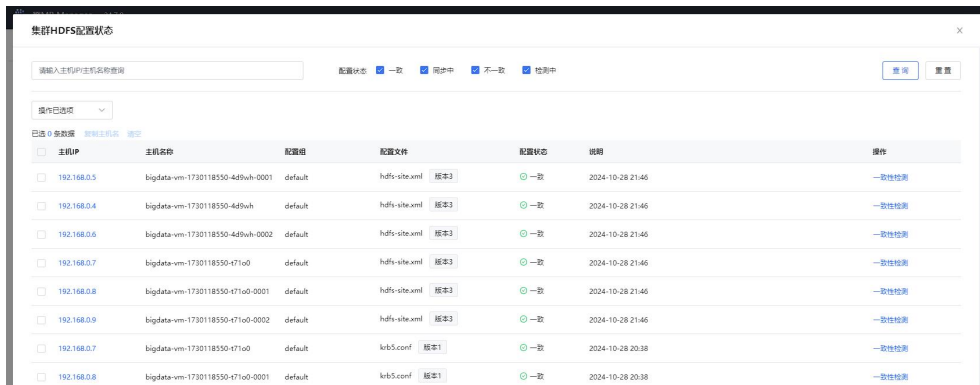 集群HDFS配置状态
请输入主机IP/主机名称查询 配置状态 一致 同步中 不一致 检测中 查询 重置
操作已选项
已选 0 条数据 复制主机名 清空
主机IP 主机名称 配置组 配置文件 配置状态 说明 操作
192.168.0.5 bigdata-vm-1730118550-4d9wh-0001 default hdfs-site.xml 版本3 一致 2024-10-28 21:46 一致性检测
192.168.0.4 bigdata-vm-1730118550-4d9wh default hdfs-site.xml 版本3 一致 2024-10-28 21:46 一致性检测
192.168.0.6 bigdata-vm-1730118550-4d9wh-0002 default hdfs-site.xml 版本3 一致 2024-10-28 21:46 一致性检测
192.168.0.7 bigdata-vm-1730118550-t71o0 default hdfs-site.xml 版本3 一致 2024-10-28 21:46 一致性检测
192.168.0.8 bigdata-vm-1730118550-t71o0-0001 default hdfs-site.xml 版本3 一致 2024-10-28 21:46 一致性检测
192.168.0.9 bigdata-vm-1730118550-t71o0-0002 default hdfs-site.xml 版本3 一致 2024-10-28 21:46 一致性检测
192.168.0.7 bigdata-vm-1730118550-t71o0 default krb5.conf 版本1 一致 2024-10-28 20:38 一致性检测
192.168.0.8 bigdata-vm-1730118550-t71o0-0001 default krb5.conf 版本1 一致 2024-10-28 20:38 一致性检测